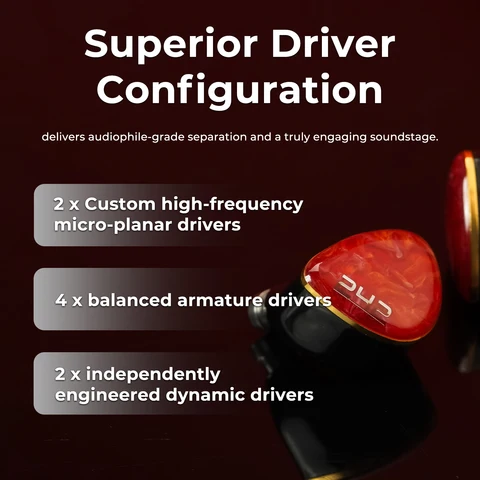 Superior Driver
Configuration
delivers audiophile-grade separation and a truly engaging soundstage.
2 x Custom high-frequency
micro-planar drivers
4 x balanced armature drivers
2 x independently
engineered dynamic drivers